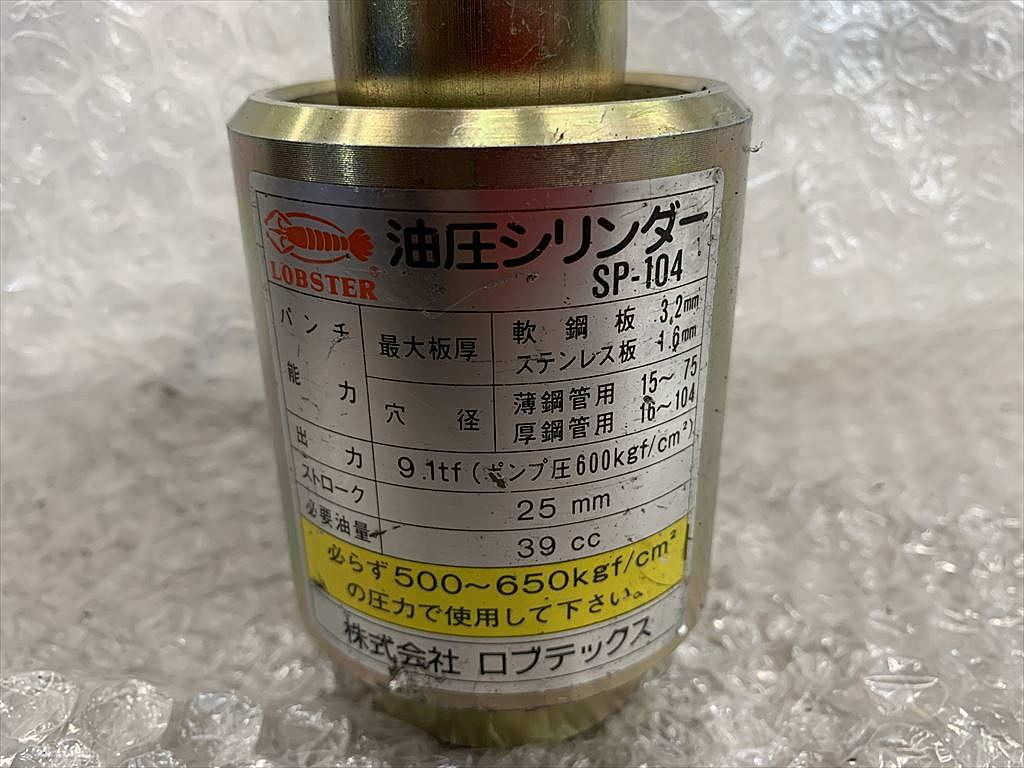 LOBSTER
油圧シリンダー
SP-104
パンチ能力
最大板厚
軟鋼板 3.2mm
ステンレス板 1.6mm
穴径
薄鋼管用 15～75
厚鋼管用 16～104
出力
9.1tf (ポンプ圧600kgf/cm²)
ストローク
25 mm
必要油量
39 cc
必らず500～650kgf/cm²
の圧力で使用して下さい。
株式会社 ロブテックス